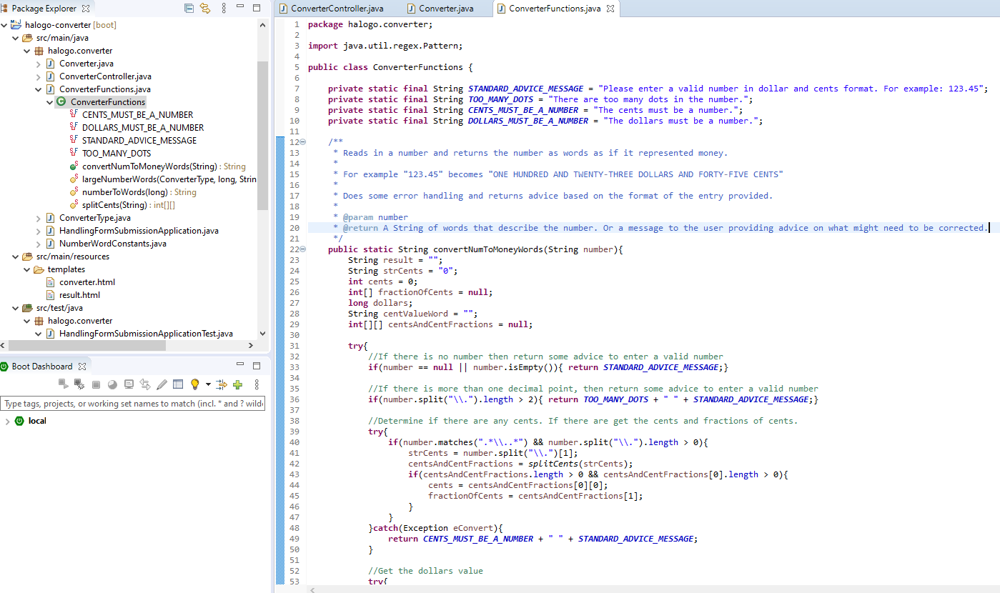 Package Explorer
halogo-converter [boot]
src/main/java
halogo.converter
Converter.java
ConverterController.java
ConverterFunctions.java
ConverterFunctions
CENTS_MUST_BE_A_NUMBER
DOLLARS_MUST_BE_A_NUMBER
STANDARD_ADVICE_MESSAGE
TOO_MANY_DOTS
convertNumToMoneyWords(String) : String
largeNumberWords(ConverterType, long, Strin
numberToWords(long) : String
splitCents(String) : int[][]
ConverterType.java
HandlingFormSubmissionApplication.java
NumberWordConstants.java
src/main/resources
templates
converter.html
result.html
src/test/java
halogo.converter
HandlingFormSubmissionApplicationTest.java
Boot Dashboard
Type tags, projects, or working set names to match (incl. * and ? wild
local
ConverterController.java
Converter.java
ConverterFunctions.java
1 package halogo.converter;
2
3 import java.util.regex.Pattern;
4
5 public class ConverterFunctions {
6
7 private static final String STANDARD_ADVICE_MESSAGE = "Please enter a valid number in dollar and cents format. For example: 123.45";
8 private static final String TOO_MANY_DOTS = "There are too many dots in the number.";
9 private static final String CENTS_MUST_BE_A_NUMBER = "The cents must be a number.";
10 private static final String DOLLARS_MUST_BE_A_NUMBER = "The dollars must be a number.";
11
12 /**
13 * Reads in a number and returns the number as words as if it represented money.
14 *
15 * For example "123.45" becomes "ONE HUNDRED AND TWENTY-THREE DOLLARS AND FORTY-FIVE CENTS"
16 *
17 * Does some error handling and returns advice based on the format of the entry provided.
18 *
19 * @param number
20 * @return A String of words that describe the number. Or a message to the user providing advice on what might need to be corrected.
21 */
22 public static String convertNumToMoneyWords(String number){
23 String result = "";
24 String strCents = "0";
25 int cents = 0;
26 int[] fractionOfCents = null;
27 long dollars;
28 String centValueWord = "";
29 int[][] centsAndCentFractions = null;
30
31 try{
32 //If there is no number then return some advice to enter a valid number
33 if(number == null || number.isEmpty()){ return STANDARD_ADVICE_MESSAGE;}
34
35 //If there is more than one decimal point, then return some advice to enter a valid number
36 if(number.split("\\.").length > 2){ return TOO_MANY_DOTS + " " + STANDARD_ADVICE_MESSAGE;}
37
38 //Determine if there are any cents. If there are get the cents and fractions of cents.
39 try{
40 if(number.matches(".*\\..*") && number.split("\\.").length > 0){
41 strCents = number.split("\\.")[1];
42 centsAndCentFractions = splitCents(strCents);
43 if(centsAndCentFractions.length > 0 && centsAndCentFractions[0].length > 0){
44 cents = centsAndCentFractions[0][0];
45 fractionOfCents = centsAndCentFractions[1];
46 }
47 }
48 }catch(Exception eConvert){
49 return CENTS_MUST_BE_A_NUMBER + " " + STANDARD_ADVICE_MESSAGE;
50 }
51
52 //Get the dollars value
53 try{